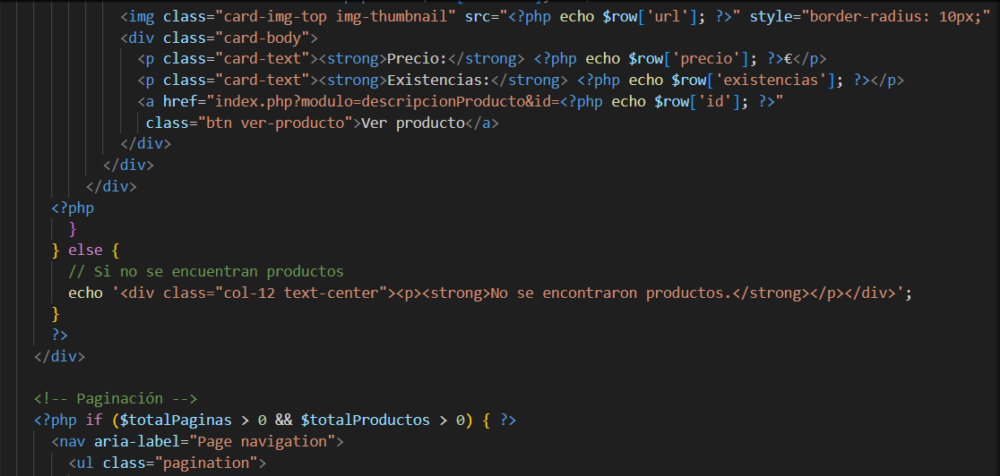 <img class="card-img-top img-thumbnail" src="<?php echo $row['url']; ?>" style="border-radius: 10px;"
<div class="card-body">
<p class="card-text"><strong>Precio:</strong> <?php echo $row['precio']; ?>€</p>
<p class="card-text"><strong>Existencias:</strong> <?php echo $row['existencias']; ?></p>
<a href="index.php?modulo=descripcionProducto&id=<?php echo $row['id']; ?>"
class="btn ver-producto">Ver producto</a>
</div>
</div>
</div>
<?php
}
} else {
// Si no se encuentran productos
echo '<div class="col-12 text-center"><p><strong>No se encontraron productos.</strong></p></div>';
}
?>
</div>
<!-- Paginación -->
<?php if ($totalPaginas > 0 && $totalProductos > 0) { ?>
<nav aria-label="Page navigation">
<ul class="pagination">